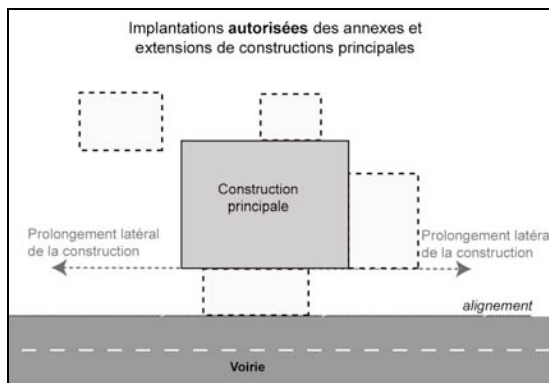 Implantations autorisées des annexes et
extensions de constructions principales
Construction
principale
Prolongement latéral
de la construction
Prolongement latéra
de la construction
alignement
Voirie